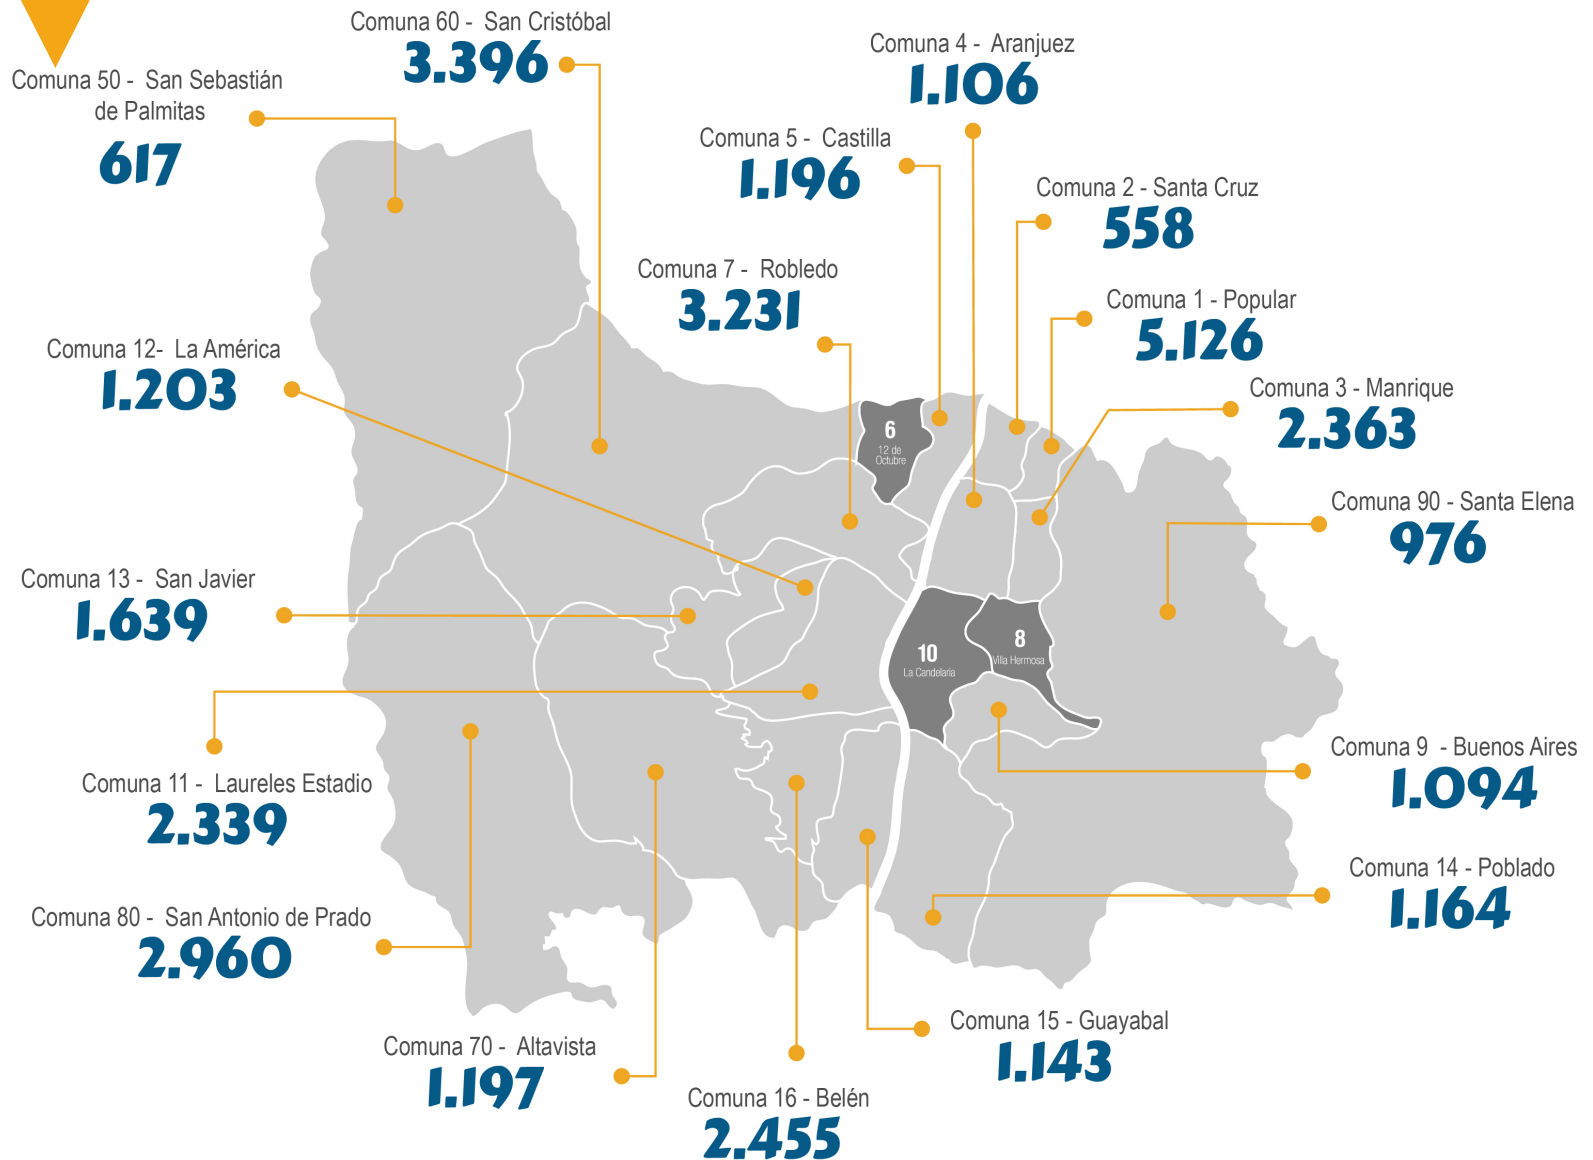 Comuna 60 - San Cristóbal
3.396
Comuna 4 - Aranjuez
1.106
Comuna 50 - San Sebastián
de Palmitas
617
Comuna 5 - Castilla
1.196
Comuna 2 - Santa Cruz
558
Comuna 7 - Robledo
3.231
Comuna 1 - Popular
5.126
Comuna 12- La América
1.203
Comuna 3 - Manrique
2.363
6
12 de
Octubre
Comuna 90 - Santa Elena
976
Comuna 13 - San Javier
1.639
10
La Candelaria
8
Villa Hermosa
Comuna 11 - Laureles Estadio
2.339
Comuna 9 - Buenos Aires
1.094
Comuna 14 - Poblado
1.164
Comuna 80 - San Antonio de Prado
2.960
Comuna 15 - Guayabal
1.143
Comuna 70 - Altavista
1.197
Comuna 16 - Belén
2.455